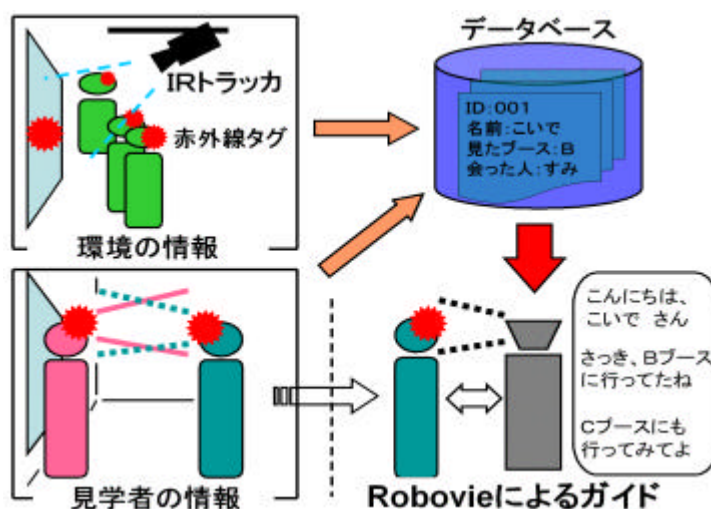 IRトラッカ
赤外線タグ
環境の情報
データベース
ID:001
名前:こいで
見たブース:B
会った人:すみ
見学者の情報
こんにちは、
こいで さん
さっき、Bブース
に行ってたね
Cブースにも
行ってみてよ
Robovieによるガイド